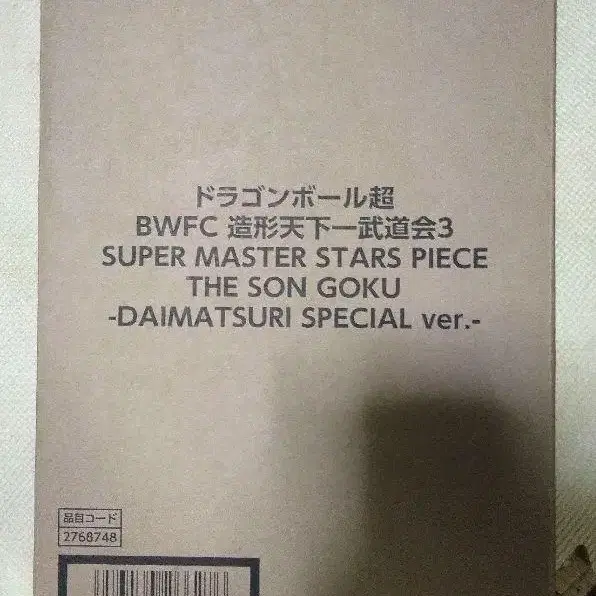 ドラゴンボール超
BWFC 造形天下一武道会3
SUPER MASTER STARS PIECE
THE SON GOKU
-DAIMATSURI SPECIAL ver.-
品目コード
2768748